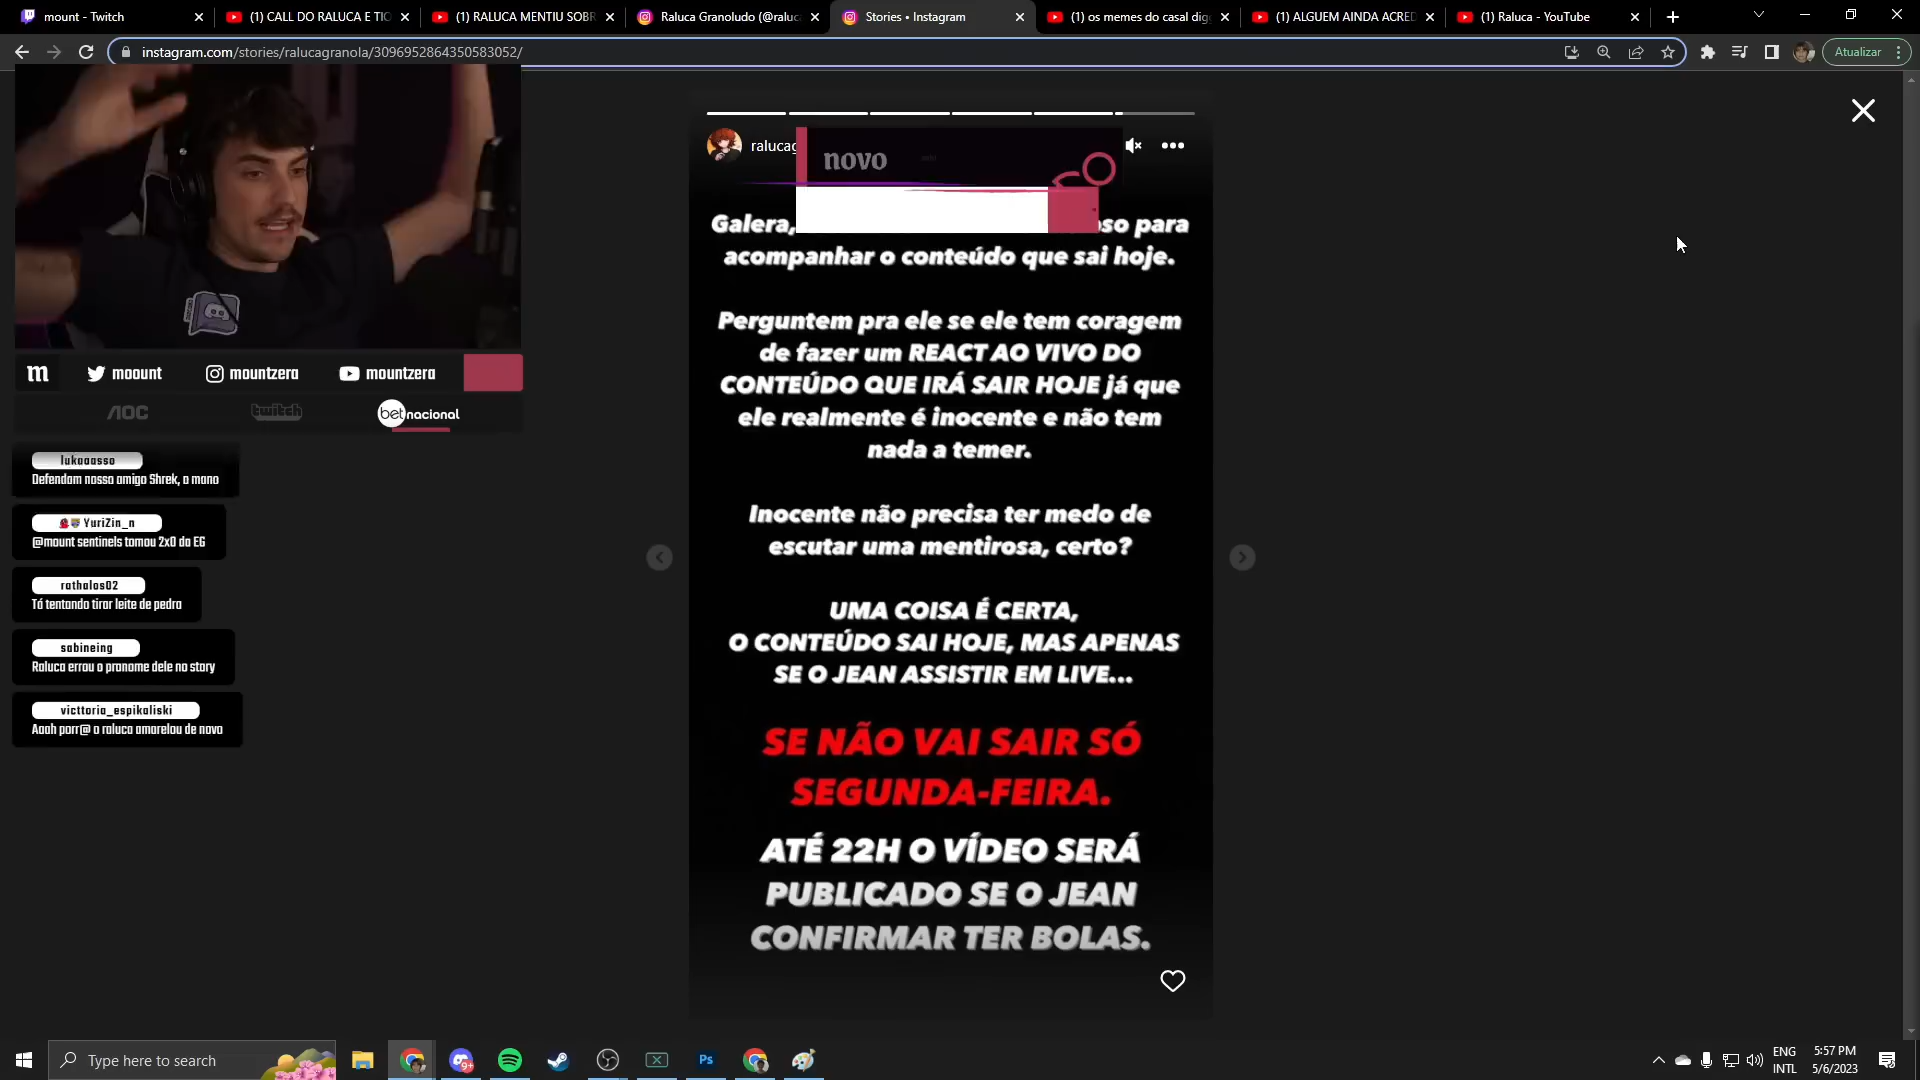 mount - Twitch
(1) CALL DO RALUCA E TIC
(1) RALUCA MENTIU SOBR
Raluca Granoludo (@raluc
Stories • Instagram
(1) os memes do casal dig
(1) ALGUEM AINDA ACRED
(1) Raluca - YouTube
instagram.com/stories/ralucagranola/3096952864350583052/
Atualizar
ralucag
novo
Galera,
so para
acompanhar o conteúdo que sai hoje.
Perguntem pra ele se ele tem coragem
de fazer um REACT AO VIVO DO
CONTEÚDO QUE IRÁ SAIR HOJE já que
ele realmente é inocente e não tem
nada a temer.
Inocente não precisa ter medo de
escutar uma mentirosa, certo?
UMA COISA É CERTA,
O CONTEÚDO SAI HOJE, MAS APENAS
SE O JEAN ASSISTIR EM LIVE...
SE NÃO VAI SAIR SÓ
SEGUNDA-FEIRA.
ATÉ 22H O VÍDEO SERÁ
PUBLICADO SE O JEAN
CONFIRMAR TER BOLAS.
m
moount
mountzera
mountzera
AOC
twitch
betnacional
lukaaasso
Defendam nosso amigo Shrek, o mano
YuriZin_n
@mount sentinels tomou 2x0 da EG
rathalos02
Tá tentando tirar leite de pedra
sabineing
Raluca errou o pronome dele no story
victtoria_espikaliski
Aaah porr@ o raluca amarelou de novo
Type here to search
9+
Ps
ENG
INTL
5:57 PM
5/6/2023